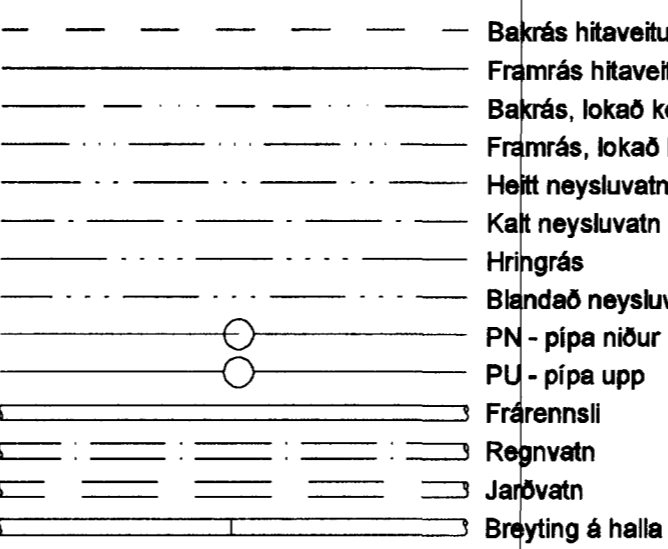 Bakrás hitaveitu
Framrás hitaveit
Bakrás, lokað k
Framrás, lokað
Heitt neysluvatn
Kalt neysluvatn
Hringrás
Blandað neysluv
PN - pípa niður
PU - pípa upp
Frárennsli
Regnvatn
Jarðvatn
Breyting á halla